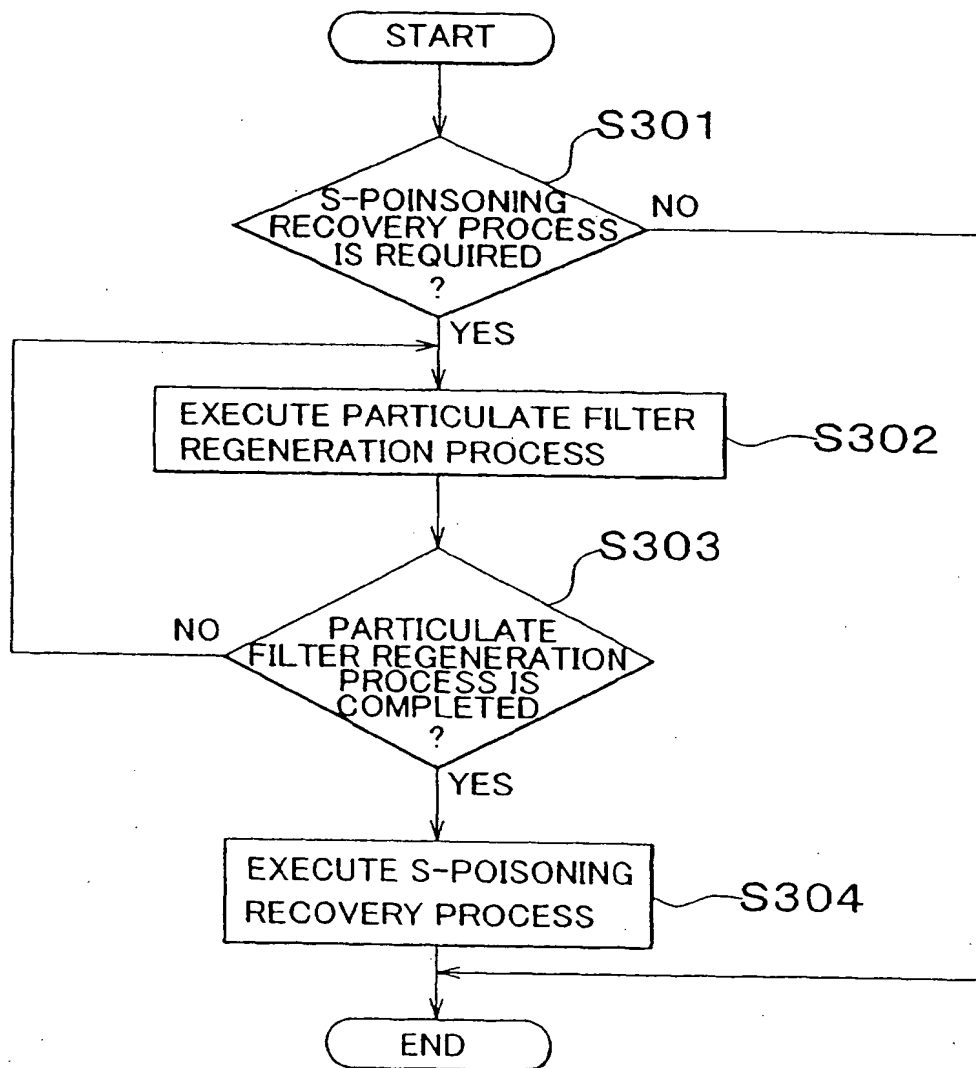 START
S301
S-POINSONING
RECOVERY PROCESS
IS REQUIRED
?
NO
YES
EXECUTE PARTICULATE FILTER
REGENERATION PROCESS
S302
S303
NO
PARTICULATE
FILTER REGENERATION
PROCESS IS
COMPLETED
?
YES
EXECUTE S-POISONING
RECOVERY PROCESS
S304
END